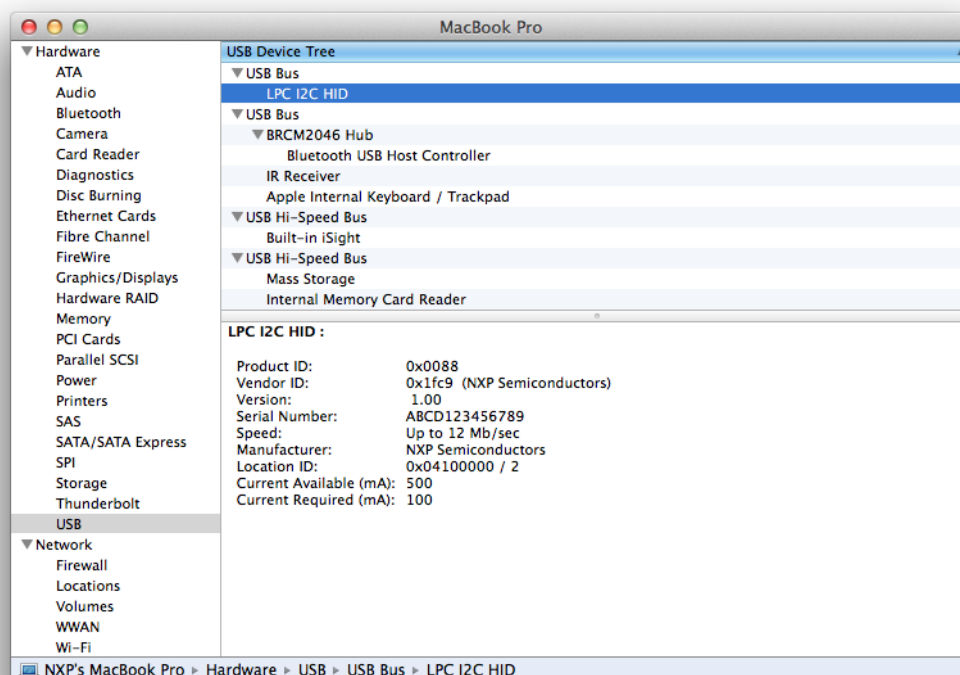 MacBook Pro
Hardware
ATA
Audio
Bluetooth
Camera
Card Reader
Diagnostics
Disc Burning
Ethernet Cards
Fibre Channel
FireWire
Graphics/Displays
Hardware RAID
Memory
PCI Cards
Parallel SCSI
Power
Printers
SAS
SATA/SATA Express
SPI
Storage
Thunderbolt
USB
Network
Firewall
Locations
Volumes
WWAN
Wi-Fi
USB Device Tree
USB Bus
LPC I2C HID
USB Bus
BRCM2046 Hub
Bluetooth USB Host Controller
IR Receiver
Apple Internal Keyboard / Trackpad
USB Hi-Speed Bus
Built-in iSight
USB Hi-Speed Bus
Mass Storage
Internal Memory Card Reader
LPC I2C HID :
Product ID: 0x0088
Vendor ID: 0x1fc9 (NXP Semiconductors)
Version: 1.00
Serial Number: ABCD123456789
Speed: Up to 12 Mb/sec
Manufacturer: NXP Semiconductors
Location ID: 0x04100000 / 2
Current Available (mA): 500
Current Required (mA): 100
NXP's MacBook Pro ▸ Hardware ▸ USB ▸ USB Bus ▸ LPC I2C HID